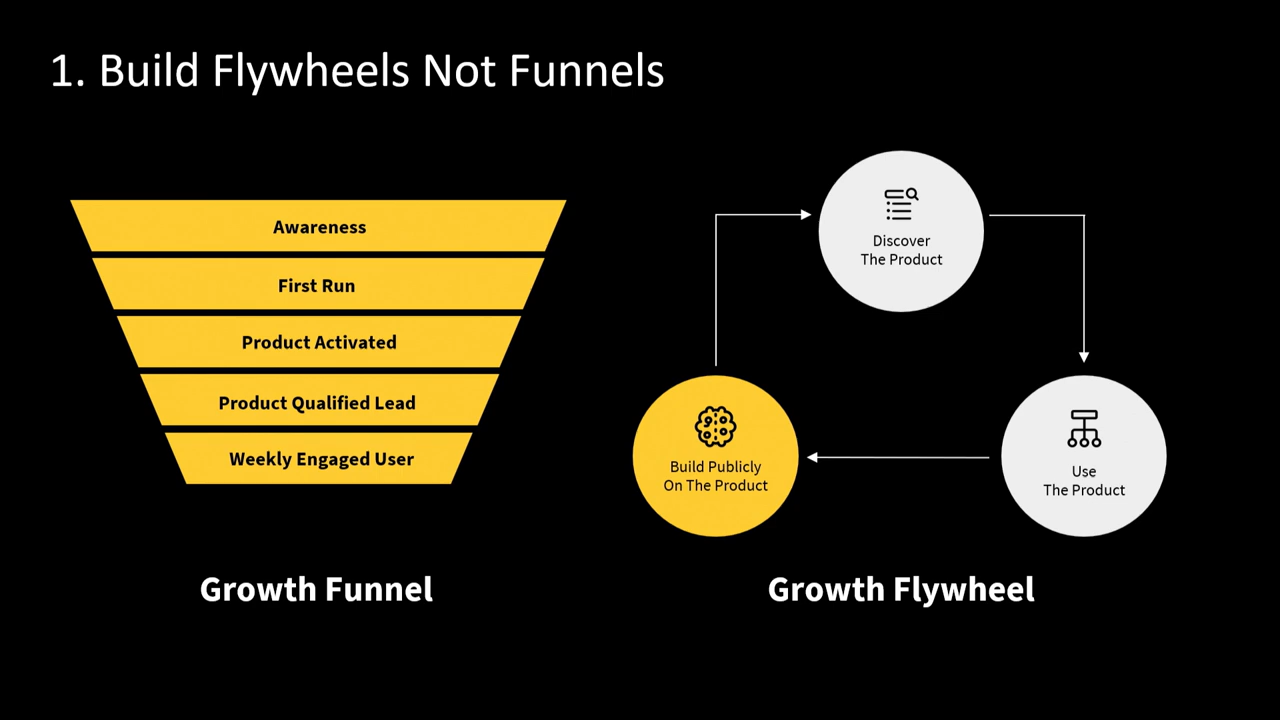 1. Build Flywheels Not Funnels
Awareness
First Run
Product Activated
Product Qualified Lead
Weekly Engaged User
Growth Funnel
Discover
The Product
Use
The Product
Build Publicly
On The Product
Growth Flywheel